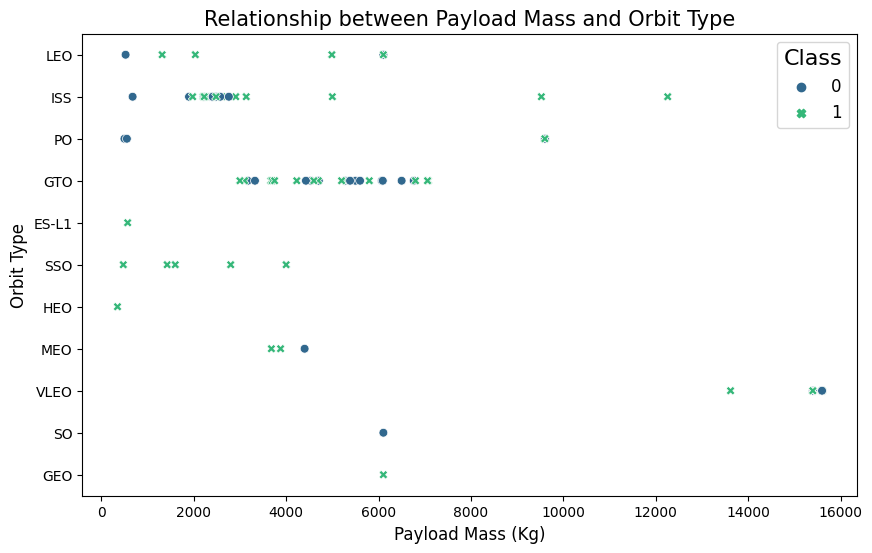 Relationship between Payload Mass and Orbit Type
Class
0
1
LEO
ISS
PO
GTO
ES-L1
SSO
HEO
MEO
VLEO
SO
GEO
Orbit Type
0 2000 4000 6000 8000 10000 12000 14000 16000
Payload Mass (Kg)